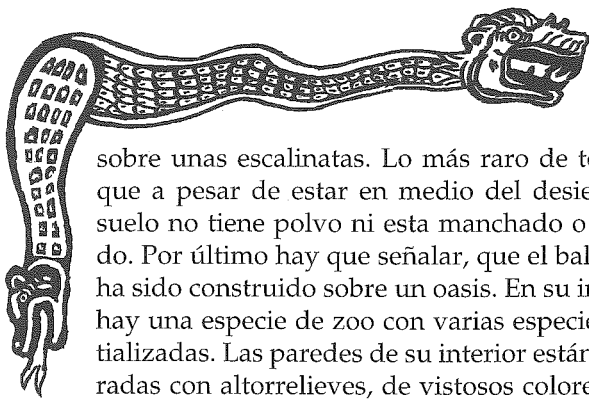 sobre unas escalinatas. Lo más raro de t
que a pesar de estar en medio del desie
suelo no tiene polvo ni esta manchado o
do. Por último hay que señalar, que el bal
ha sido construido sobre un oasis. En su i
hay una especie de zoo con varias especie
tializadas. Las paredes de su interior están
radas con altorrelieves, de vistosos colore